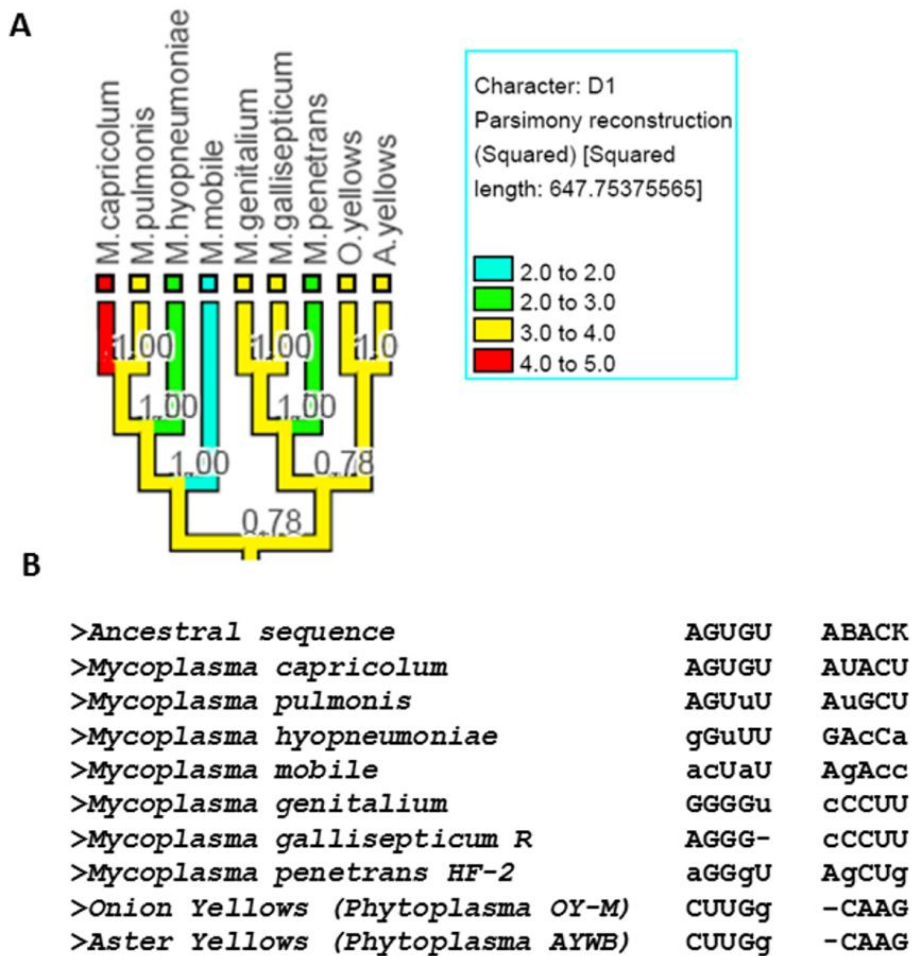 A
M.capricolum
M.pulmonis
M.hyopneumoniae
M.mobile
M.genitalium
M.gallisepticum
M.penetrans
O.yellows
A.yellows
1.00
1.00
1.0
1.00
1.00
1.00
0.78
0.78
Character: D1
Parsimony reconstruction
(Squared) [Squared
length: 647.75375565]
2.0 to 2.0
2.0 to 3.0
3.0 to 4.0
4.0 to 5.0
B
>Ancestral sequence AGUGU ABACK
>Mycoplasma capricolum AGUGU AUACU
>Mycoplasma pulmonis AGUuU AuGCU
>Mycoplasma hyopneumoniae gGuUU GAcCa
>Mycoplasma mobile acUaU AgAcc
>Mycoplasma genitalium GGGGu cCCUU
>Mycoplasma gallisepticum R AGGG- cCCUU
>Mycoplasma penetrans HF-2 aGGgU AgCUg
>Onion Yellows (Phytoplasma OY-M) CUUGg -CAAG
>Aster Yellows (Phytoplasma AYWB) CUUGg -CAAG